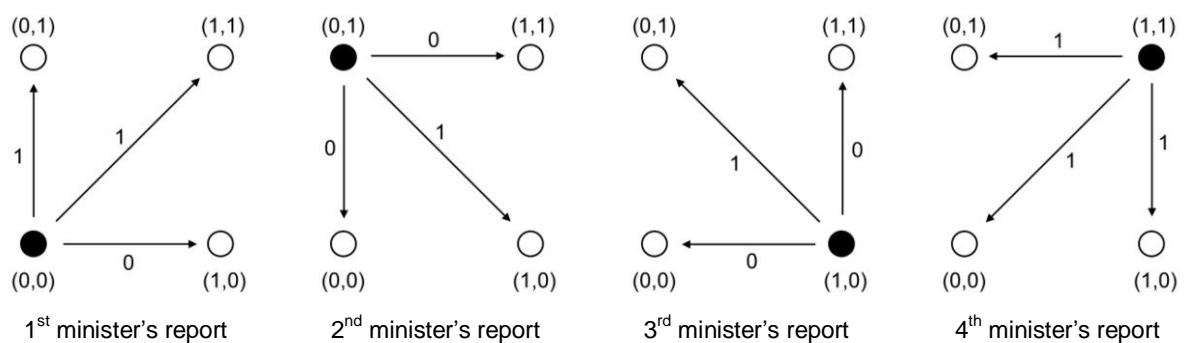 (0,1) (1,1) (0,1) (1,1) (0,1) (1,1) (0,1) (1,1)
0 1
1 1 0 1 1 0 1 1
0 0
(0,0) (1,0) (0,0) (1,0) (0,0) (1,0) (0,0) (1,0)
1st minister's report 2nd minister's report 3rd minister's report 4th minister's report